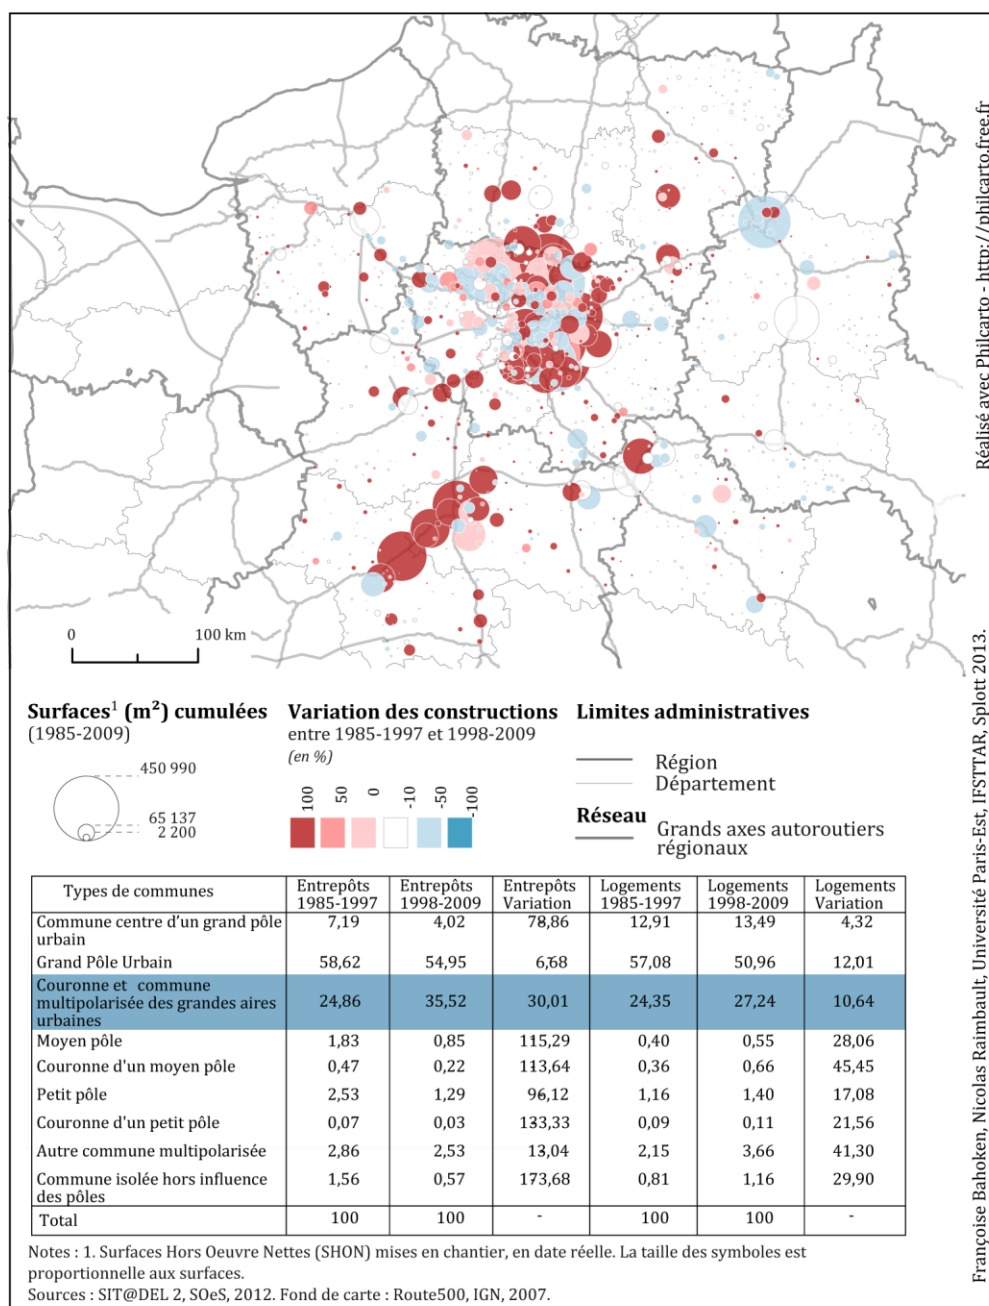 0 100 km
Surfaces¹ (m²) cumulées
(1985-2009)
450 990
65 137
2 200
Variation des constructions
entre 1985-1997 et 1998-2009
(en %)
100 50 0 -10 -50 -100
Limites administratives
Région
Département
Réseau
Grands axes autoroutiers
régionaux
Types de communes | Entrepôts 1985-1997 | Entrepôts 1998-2009 | Entrepôts Variation | Logements 1985-1997 | Logements 1998-2009 | Logements Variation
Commune centre d'un grand pôle urbain 7,19 4,02 78,86 12,91 13,49 4,32
Grand Pôle Urbain 58,62 54,95 6,68 57,08 50,96 12,01
Couronne et commune multipolarisée des grandes aires urbaines 24,86 35,52 30,01 24,35 27,24 10,64
Moyen pôle 1,83 0,85 115,29 0,40 0,55 28,06
Couronne d'un moyen pôle 0,47 0,22 113,64 0,36 0,66 45,45
Petit pôle 2,53 1,29 96,12 1,16 1,40 17,08
Couronne d'un petit pôle 0,07 0,03 133,33 0,09 0,11 21,56
Autre commune multipolarisée 2,86 2,53 13,04 2,15 3,66 41,30
Commune isolée hors influence des pôles 1,56 0,57 173,68 0,81 1,16 29,90
Total 100 100 - 100 100 -
Notes : 1. Surfaces Hors Oeuvre Nettes (SHON) mises en chantier, en date réelle. La taille des symboles est
proportionnelle aux surfaces.
Sources : SIT@DEL 2, SOeS, 2012. Fond de carte : Route500, IGN, 2007.
Réalisé avec Philcarto - http://philcarto.free.fr
Françoise Bahoken, Nicolas Raimbault, Université Paris-Est, IFSTTAR, Splott 2013.